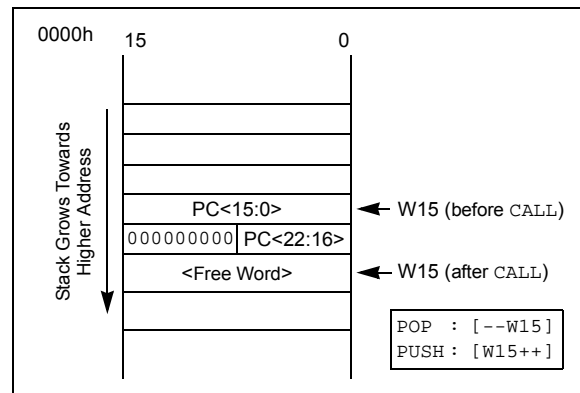 0000h
15 0
Stack Grows Towards
Higher Address
PC<15:0>
W15 (before CALL)
000000000 PC<22:16>
<Free Word>
W15 (after CALL)
POP : [--W15]
PUSH : [W15++]